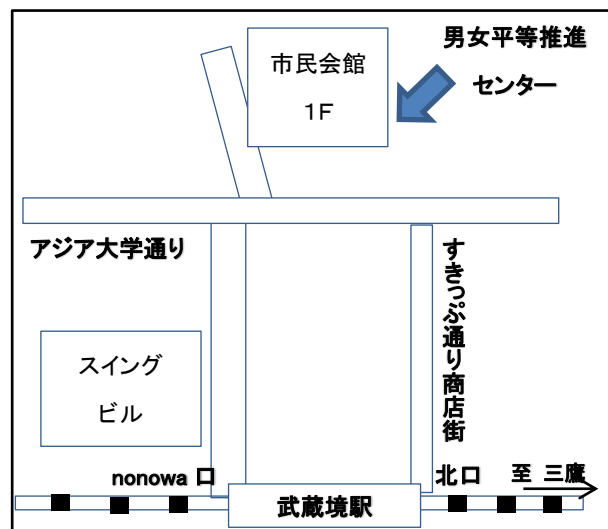 男女平等推進
センター
市民会館
1F
アジア大学通り
すきっぷ通り商店街
スイング
ビル
nonowa 口
北口
至 三鷹
武蔵境駅